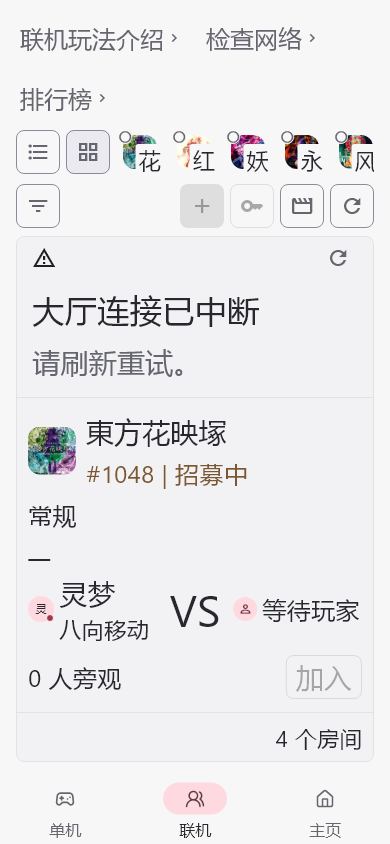 联机玩法介绍
检查网络
排行榜
花
红
妖
永
风
大厅连接已中断
请刷新重试。
東方花映塚
#1048 | 招募中
常规
—
灵 灵梦
八向移动
VS
等待玩家
0 人旁观
加入
4 个房间
单机
联机
主页